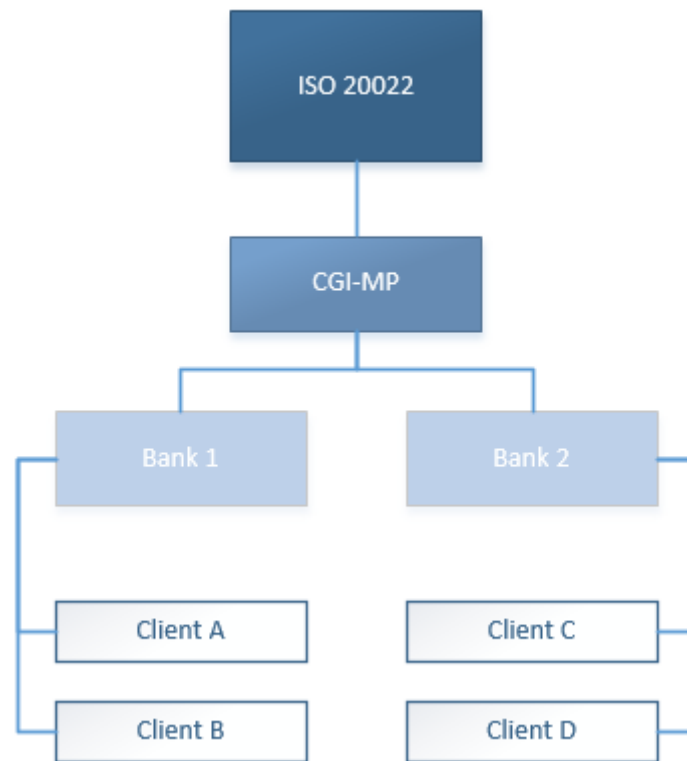 ISO 20022
CGI-MP
Bank 1
Bank 2
Client A
Client C
Client B
Client D